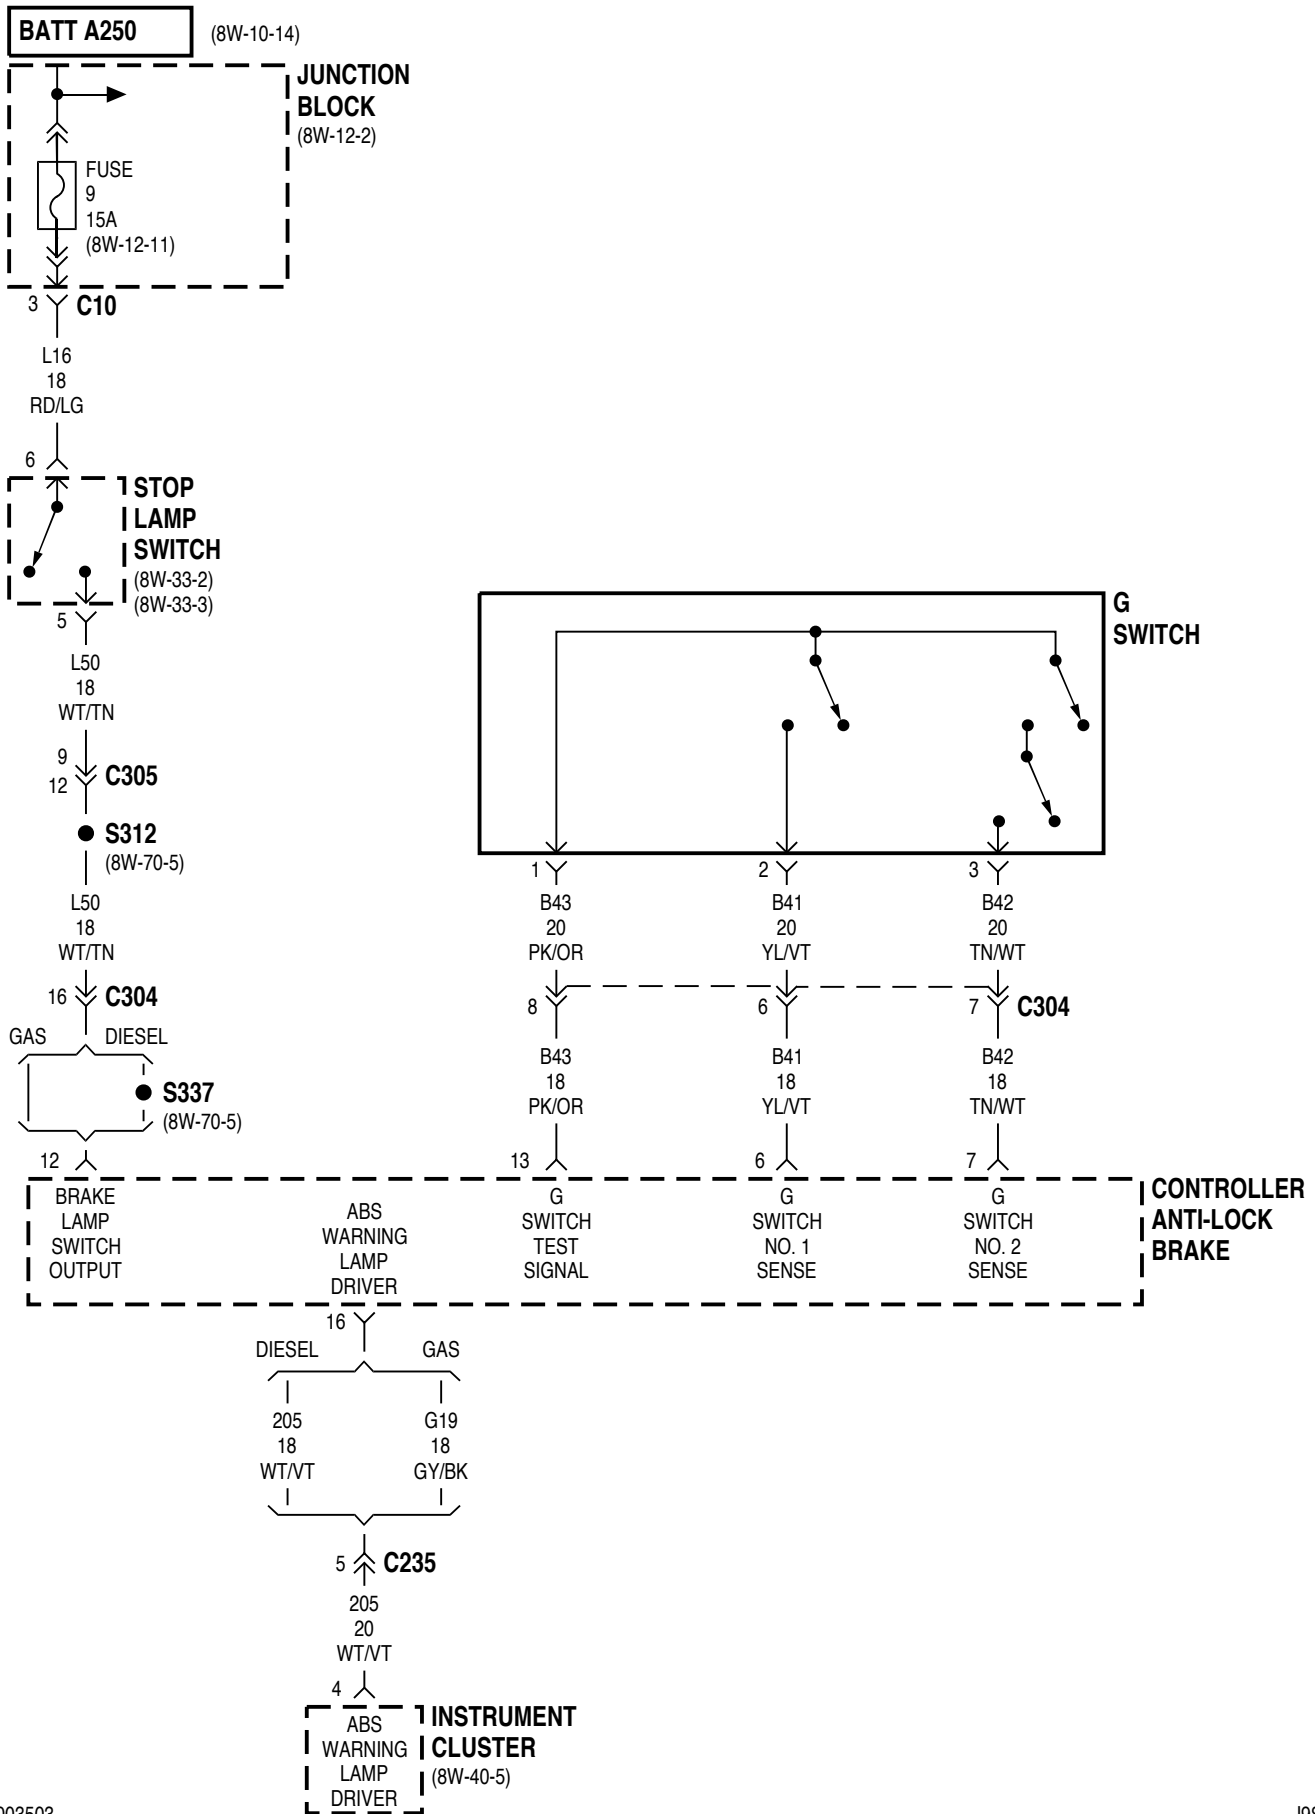 BATT A250
(8W-10-14)
JUNCTION
BLOCK
(8W-12-2)
FUSE
9
15A
(8W-12-11)
3
C10
L16
18
RD/LG
6
STOP
LAMP
SWITCH
(8W-33-2)
(8W-33-3)
5
L50
18
WT/TN
9
12
C305
S312
(8W-70-5)
L50
18
WT/TN
16
C304
GAS
DIESEL
S337
(8W-70-5)
12
G
SWITCH
1
2
3
B43
20
PK/OR
B41
20
YL/VT
B42
20
TN/WT
8
6
7
C304
B43
18
PK/OR
B41
18
YL/VT
B42
18
TN/WT
13
6
7
BRAKE
LAMP
SWITCH
OUTPUT
ABS
WARNING
LAMP
DRIVER
G
SWITCH
TEST
SIGNAL
G
SWITCH
NO. 1
SENSE
G
SWITCH
NO. 2
SENSE
CONTROLLER
ANTI-LOCK
BRAKE
16
DIESEL
GAS
205
18
WT/VT
G19
18
GY/BK
5
C235
205
20
WT/VT
4
ABS
WARNING
LAMP
DRIVER
INSTRUMENT
CLUSTER
(8W-40-5)